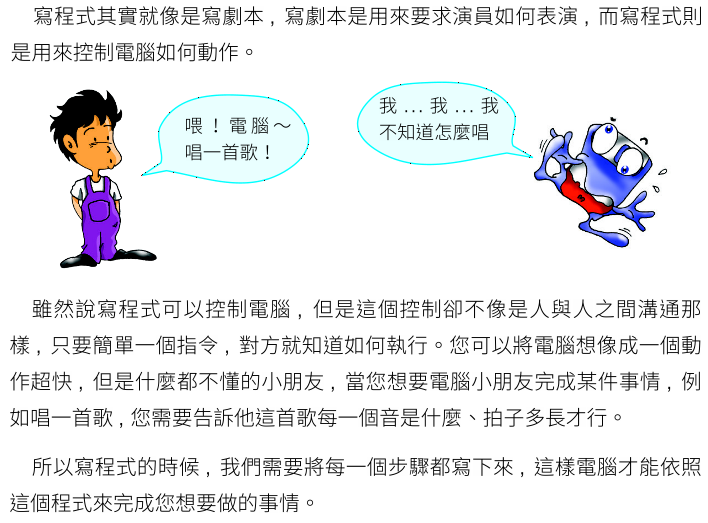 寫程式其實就像是寫劇本，寫劇本是用來要求演員如何表演，而寫程式則
是用來控制電腦如何動作。
喂！電腦～
唱一首歌！
我…我…我
不知道怎麼唱
雖然說寫程式可以控制電腦，但是這個控制卻不像是人與人之間溝通那
樣，只要簡單一個指令，對方就知道如何執行。您可以將電腦想像成一個動
作超快，但是什麼都不懂的小朋友，當您想要電腦小朋友完成某件事情，例
如唱一首歌，您需要告訴他這首歌每一個音是什麼、拍子多長才行。
所以寫程式的時候，我們需要將每一個步驟都寫下來，這樣電腦才能依照
這個程式來完成您想要做的事情。